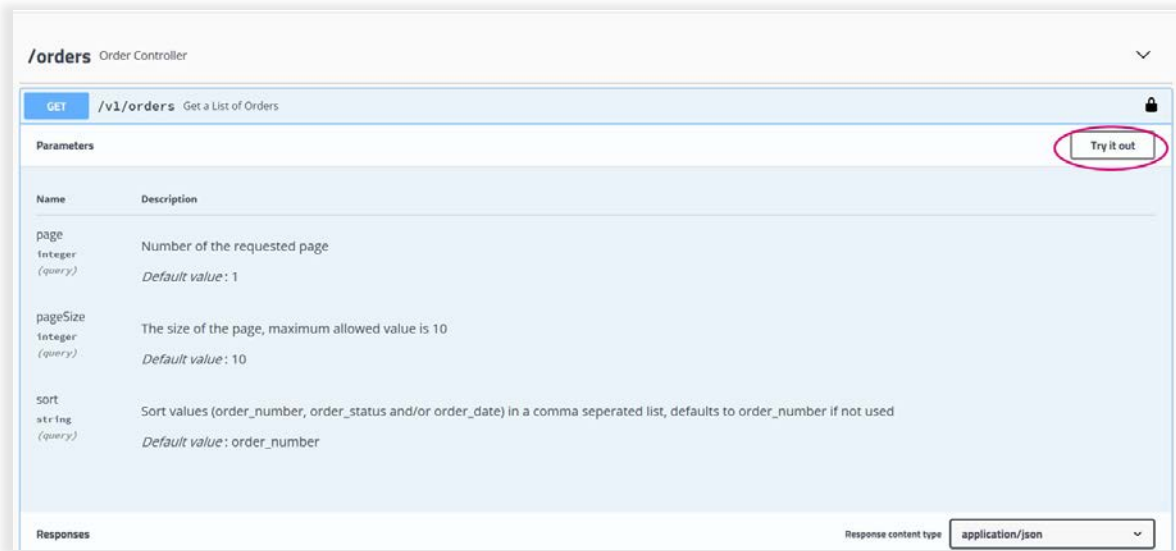 /orders Order Controller
GET /v1/orders Get a List of Orders
Parameters Try it out
Name Description
page
integer
(query)
Number of the requested page
Default value : 1
pageSize
integer
(query)
The size of the page, maximum allowed value is 10
Default value : 10
sort
string
(query)
Sort values (order_number, order_status and/or order_date) in a comma seperated list, defaults to order_number if not used
Default value : order_number
Responses Response content type application/json